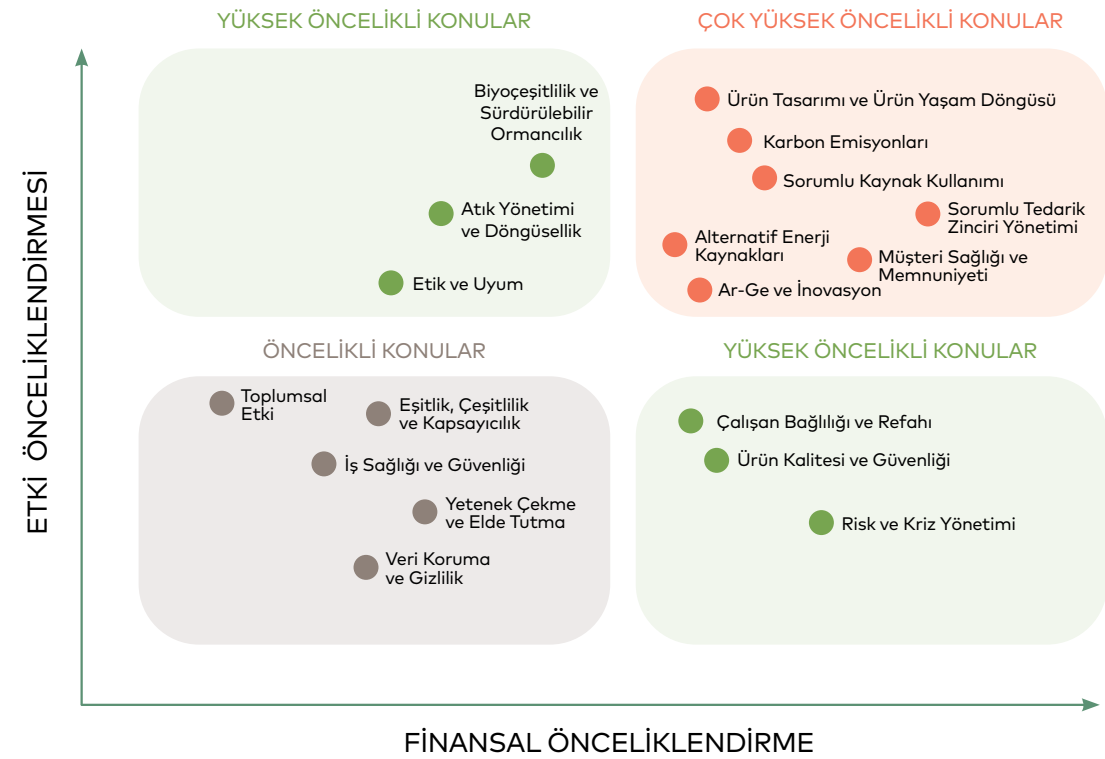 YÜKSEK ÖNCELİKLİ KONULAR
Biyoçeşitlilik ve
Sürdürülebilir
Ormancılık
Atık Yönetimi
ve Döngüsellik
Etik ve Uyum
ÇOK YÜKSEK ÖNCELİKLİ KONULAR
Ürün Tasarımı ve Ürün Yaşam Döngüsü
Karbon Emisyonları
Sorumlu Kaynak Kullanımı
Sorumlu Tedarik
Zinciri Yönetimi
Alternatif Enerji
Kaynakları
Müşteri Sağlığı ve
Memnuniyeti
Ar-Ge ve İnovasyon
ÖNCELİKLİ KONULAR
Toplumsal
Etki
Eşitlik, Çeşitlilik
ve Kapsayıcılık
İş Sağlığı ve Güvenliği
Yetenek Çekme
ve Elde Tutma
Veri Koruma
ve Gizlilik
YÜKSEK ÖNCELİKLİ KONULAR
Çalışan Bağlılığı ve Refahı
Ürün Kalitesi ve Güvenliği
Risk ve Kriz Yönetimi
ETKİ ÖNCELİKLENDİRMESİ
FİNANSAL ÖNCELİKLENDİRME